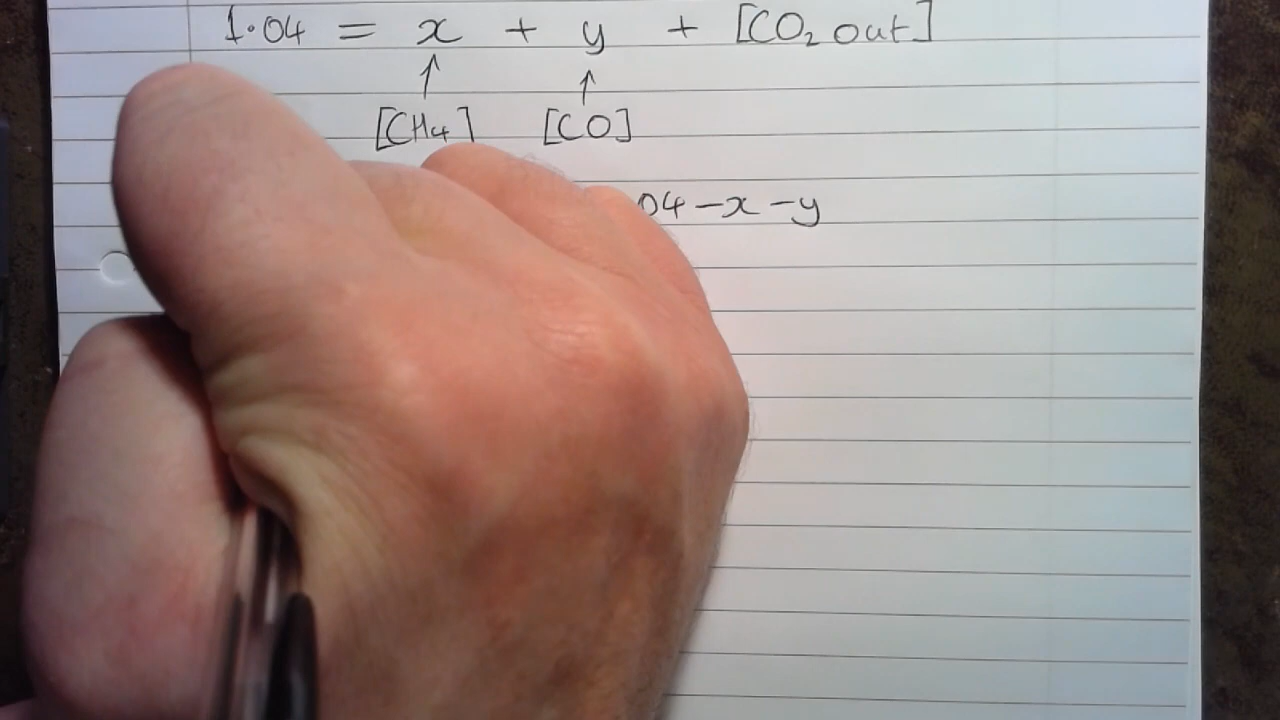 1.04 = x + y + [CO₂ out]
↑ ↑
[CH₄] [CO]
04 - x - y